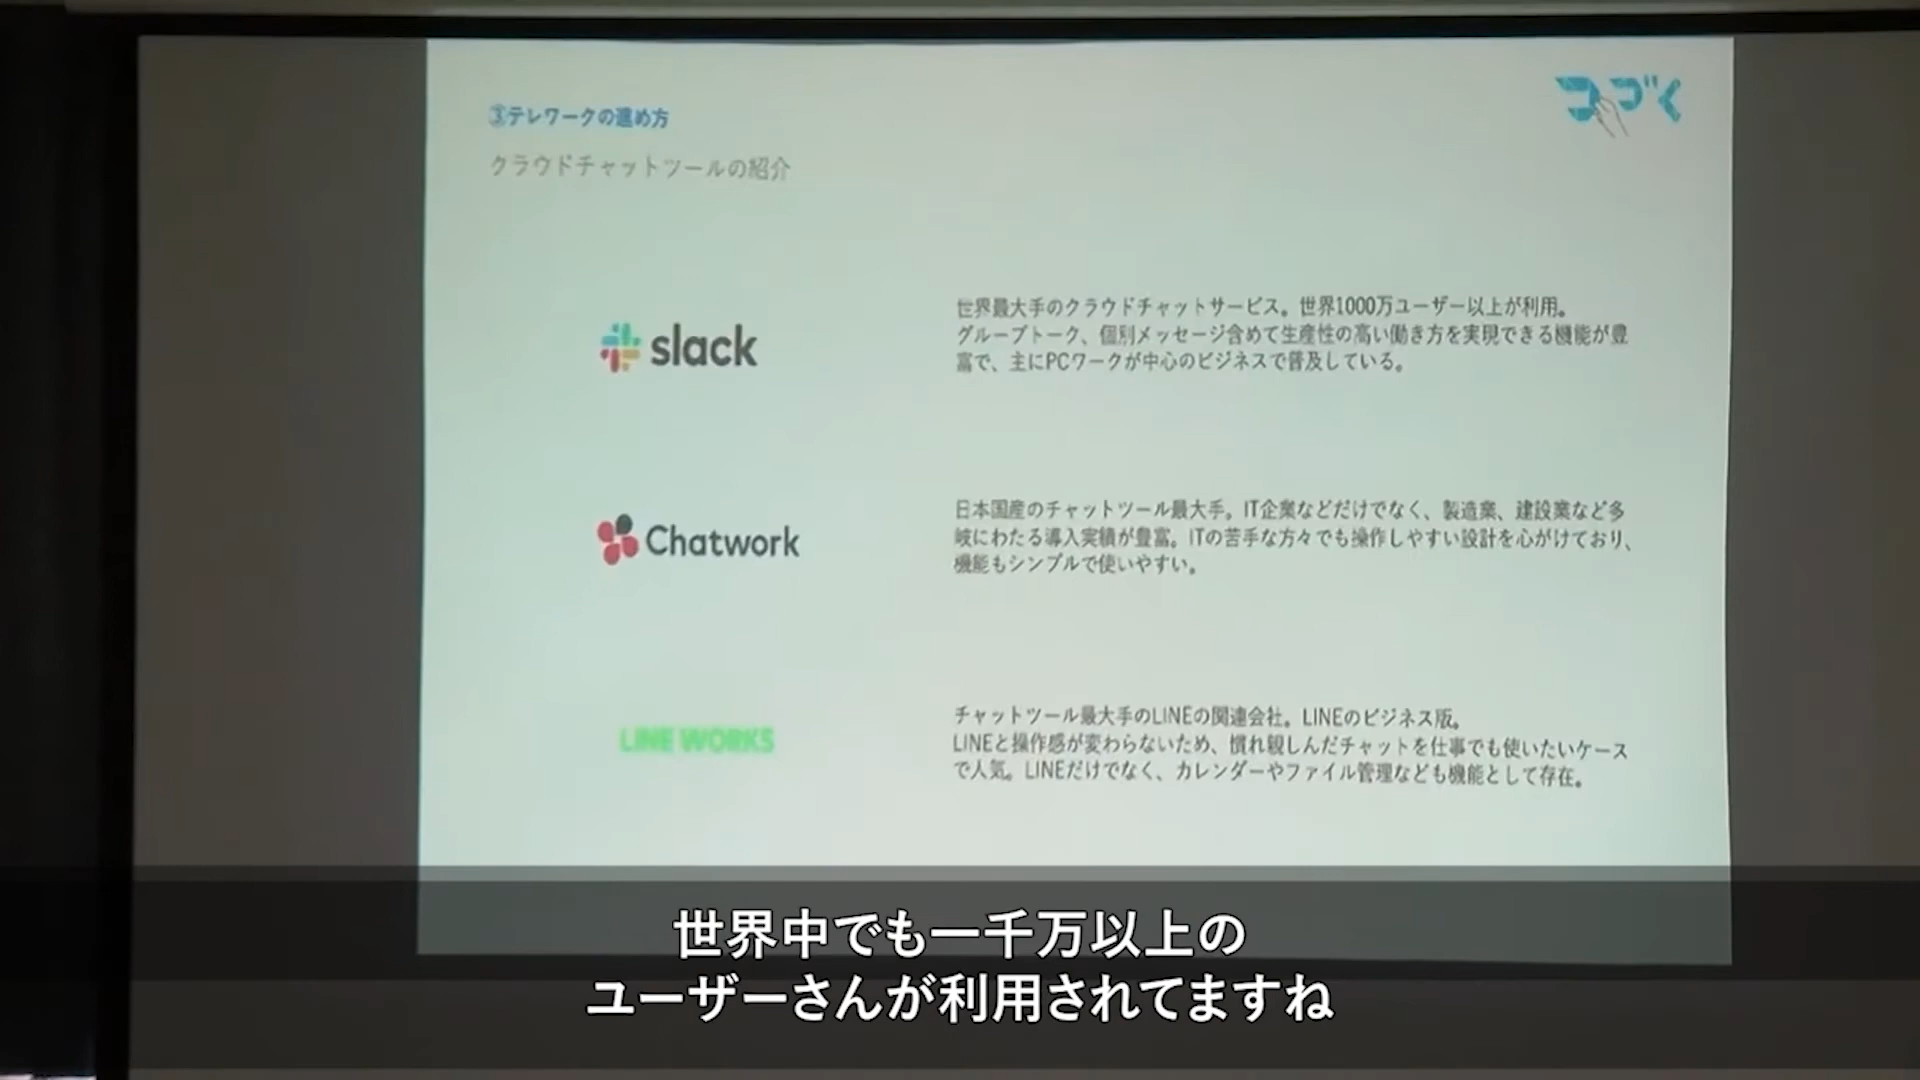 ③テレワークの進め方
クラウドチャットツールの紹介
つづく
slack
世界最大手のクラウドチャットサービス。世界1000万ユーザー以上が利用。
グループトーク、個別メッセージ含めて生産性の高い働き方を実現できる機能が豊
富で、主にPCワークが中心のビジネスで普及している。
Chatwork
日本国産のチャットツール最大手。IT企業などだけでなく、製造業、建設業など多
岐にわたる導入実績が豊富。ITの苦手な方々でも操作しやすい設計を心がけており、
機能もシンプルで使いやすい。
LINE WORKS
チャットツール最大手のLINEの関連会社。LINEのビジネス版。
LINEと操作感が変わらないため、慣れ親しんだチャットを仕事でも使いたいケース
で人気。LINEだけでなく、カレンダーやファイル管理なども機能として存在。
世界中でも一千万以上の
ユーザーさんが利用されてますね